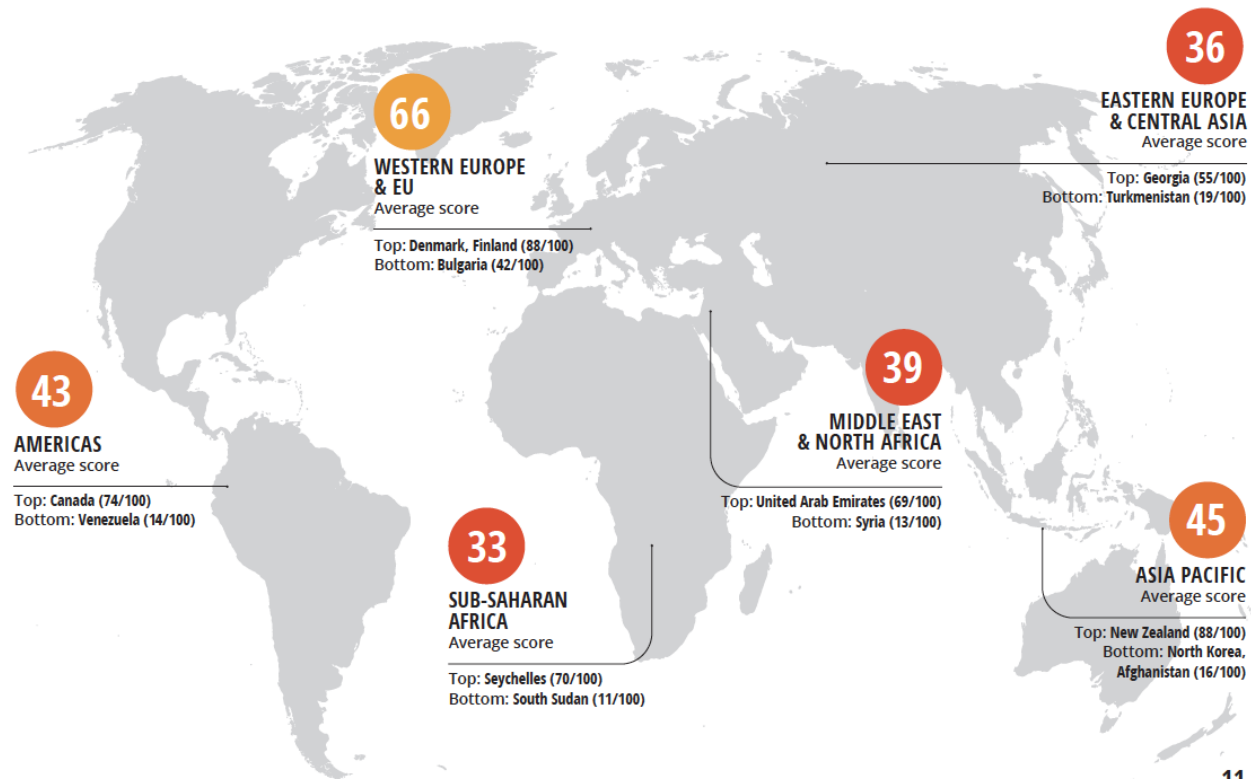 36
EASTERN EUROPE
& CENTRAL ASIA
Average score
Top: Georgia (55/100)
Bottom: Turkmenistan (19/100)
66
WESTERN EUROPE
& EU
Average score
Top: Denmark, Finland (88/100)
Bottom: Bulgaria (42/100)
43
AMERICAS
Average score
Top: Canada (74/100)
Bottom: Venezuela (14/100)
39
MIDDLE EAST
& NORTH AFRICA
Average score
Top: United Arab Emirates (69/100)
Bottom: Syria (13/100)
33
SUB-SAHARAN
AFRICA
Average score
Top: Seychelles (70/100)
Bottom: South Sudan (11/100)
45
ASIA PACIFIC
Average score
Top: New Zealand (88/100)
Bottom: North Korea,
Afghanistan (16/100)
11